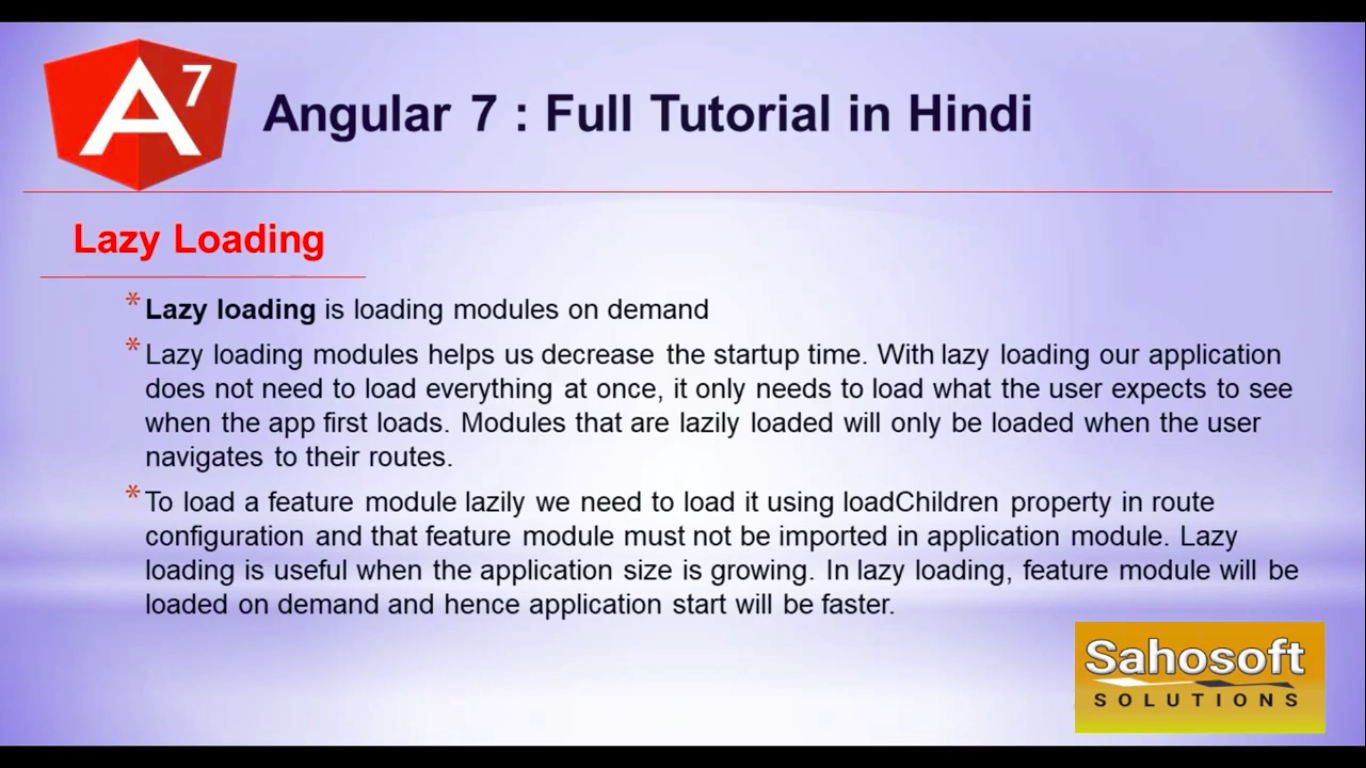 A7
Angular 7 : Full Tutorial in Hindi
Lazy Loading
* Lazy loading is loading modules on demand
* Lazy loading modules helps us decrease the startup time. With lazy loading our application
does not need to load everything at once, it only needs to load what the user expects to see
when the app first loads. Modules that are lazily loaded will only be loaded when the user
navigates to their routes.
* To load a feature module lazily we need to load it using loadChildren property in route
configuration and that feature module must not be imported in application module. Lazy
loading is useful when the application size is growing. In lazy loading, feature module will be
loaded on demand and hence application start will be faster.
Sahosoft
SOLUTIONS